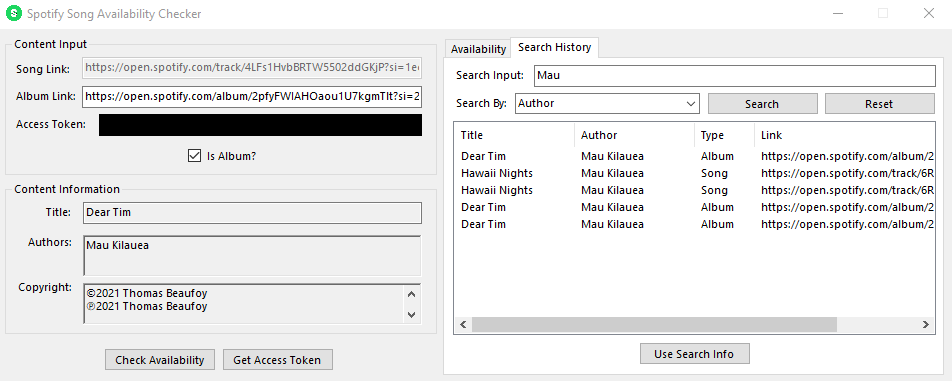 Spotify Song Availability Checker
Content Input
Song Link: https://open.spotify.com/track/4LFs1HvbBRTW5502ddGKjP?si=1e
Album Link: https://open.spotify.com/album/2pfyFWIAHOaou1U7kgmTIt?si=2
Access Token:
Is Album?
Content Information
Title: Dear Tim
Authors: Mau Kilauea
Copyright: ©2021 Thomas Beaufoy
℗2021 Thomas Beaufoy
Check Availability Get Access Token
Availability Search History
Search Input: Mau
Search By: Author Search Reset
Title Author Type Link
Dear Tim Mau Kilauea Album https://open.spotify.com/album/2
Hawaii Nights Mau Kilauea Song https://open.spotify.com/track/6R
Hawaii Nights Mau Kilauea Song https://open.spotify.com/track/6R
Dear Tim Mau Kilauea Album https://open.spotify.com/album/2
Dear Tim Mau Kilauea Album https://open.spotify.com/album/2
Use Search Info